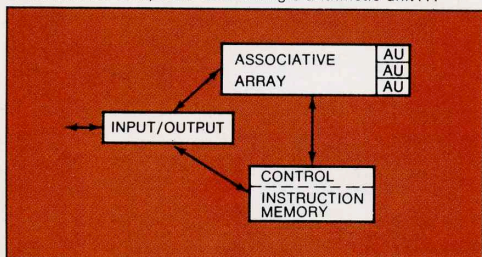 ASSOCIATIVE
ARRAY
AU
AU
AU
INPUT/OUTPUT
CONTROL
INSTRUCTION
MEMORY